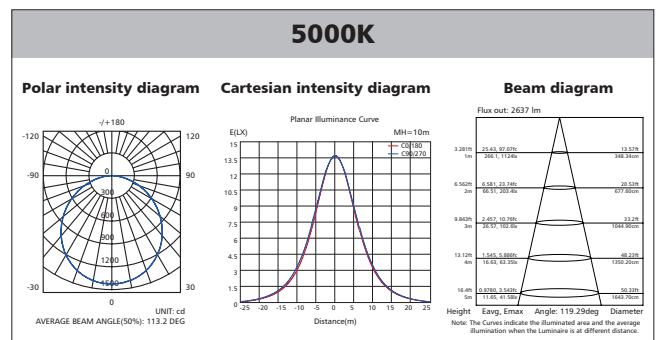 5000K
Polar intensity diagram
Cartesian intensity diagram
Beam diagram
-/+180
-120
120
-90
90
-30
30
0
0
300
600
900
1200
1500
UNIT: cd
AVERAGE BEAM ANGLE(50%): 113.2 DEG
Planar Illuminance Curve
E(LX)
MH=10m
C0/180
C90/270
15
13.5
12
10.5
9
7.5
6
4.5
3
1.5
0
-25 -20 -15 -10 -5 0 5 10 15 20 25
Distance(m)
Flux out: 2637 lm
3.281ft 25.43, 97.07fc 13.57ft
1m 266.1, 1124lx 348.34cm
6.562ft 6.581, 23.74fc 20.53ft
2m 66.51, 203.4lx 677.60cm
9.843ft 2.457, 10.76fc 33.2ft
3m 26.57, 102.6lx 1044.90cm
13.12ft 1.545, 5.886fc 48.23ft
4m 16.63, 63.35lx 1350.20cm
16.4ft 0.9780, 3.543fc 50.33ft
5m 11.65, 41.58lx 1643.70cm
Height Eavg, Emax Angle: 119.29deg Diameter
Note: The Curves indicate the illuminated area and the average
illumination when the Luminaire is at different distance.